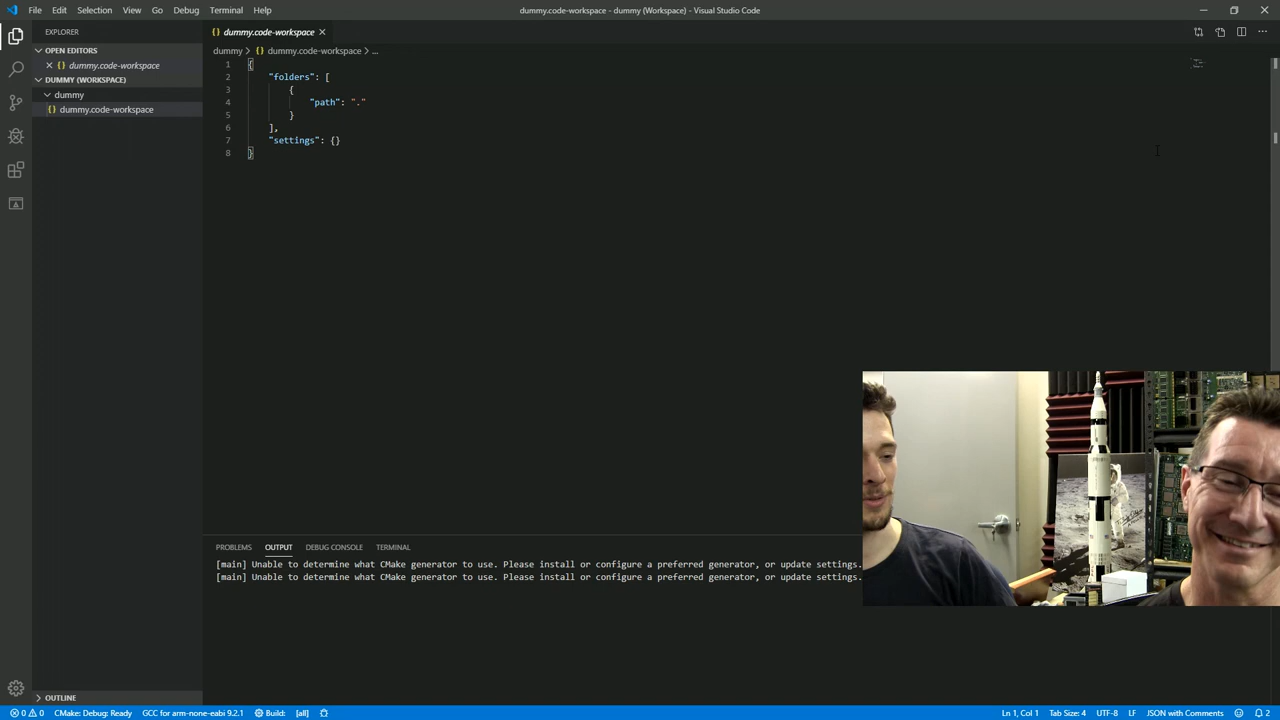 File Edit Selection View Go Debug Terminal Help
dummy.code-workspace - dummy (Workspace) - Visual Studio Code
EXPLORER
OPEN EDITORS
{} dummy.code-workspace
DUMMY (WORKSPACE)
dummy
{} dummy.code-workspace
OUTLINE
{} dummy.code-workspace
dummy > {} dummy.code-workspace > ...
1 {
2 "folders": [
3 {
4 "path": "."
5 }
6 ],
7 "settings": {}
8 }
PROBLEMS OUTPUT DEBUG CONSOLE TERMINAL
[main] Unable to determine what CMake generator to use. Please install or configure a preferred generator, or update settings.
[main] Unable to determine what CMake generator to use. Please install or configure a preferred generator, or update settings.
0 0 CMake: Debug: Ready GCC for arm-none-eabi 9.2.1 Build: [all] Ln 1, Col 1 Tab Size: 4 UTF-8 LF JSON with Comments 2